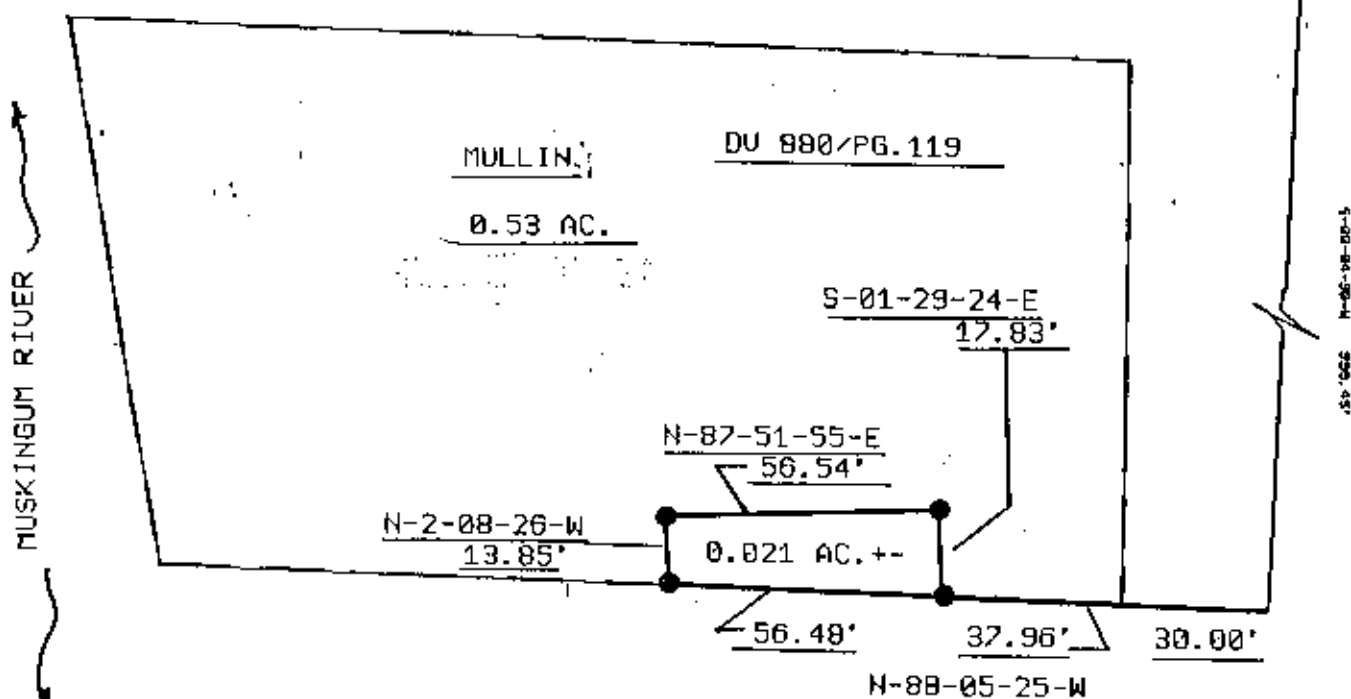 MULLIN
DV 880/PG.119
0.53 AC.
MUSKINGUM RIVER
S-01-29-24-E
17.83'
N-87-51-55-E
56.54'
N-2-08-26-W
13.85'
0.021 AC.+-
56.48'
37.96'
30.00'
N-88-05-25-W